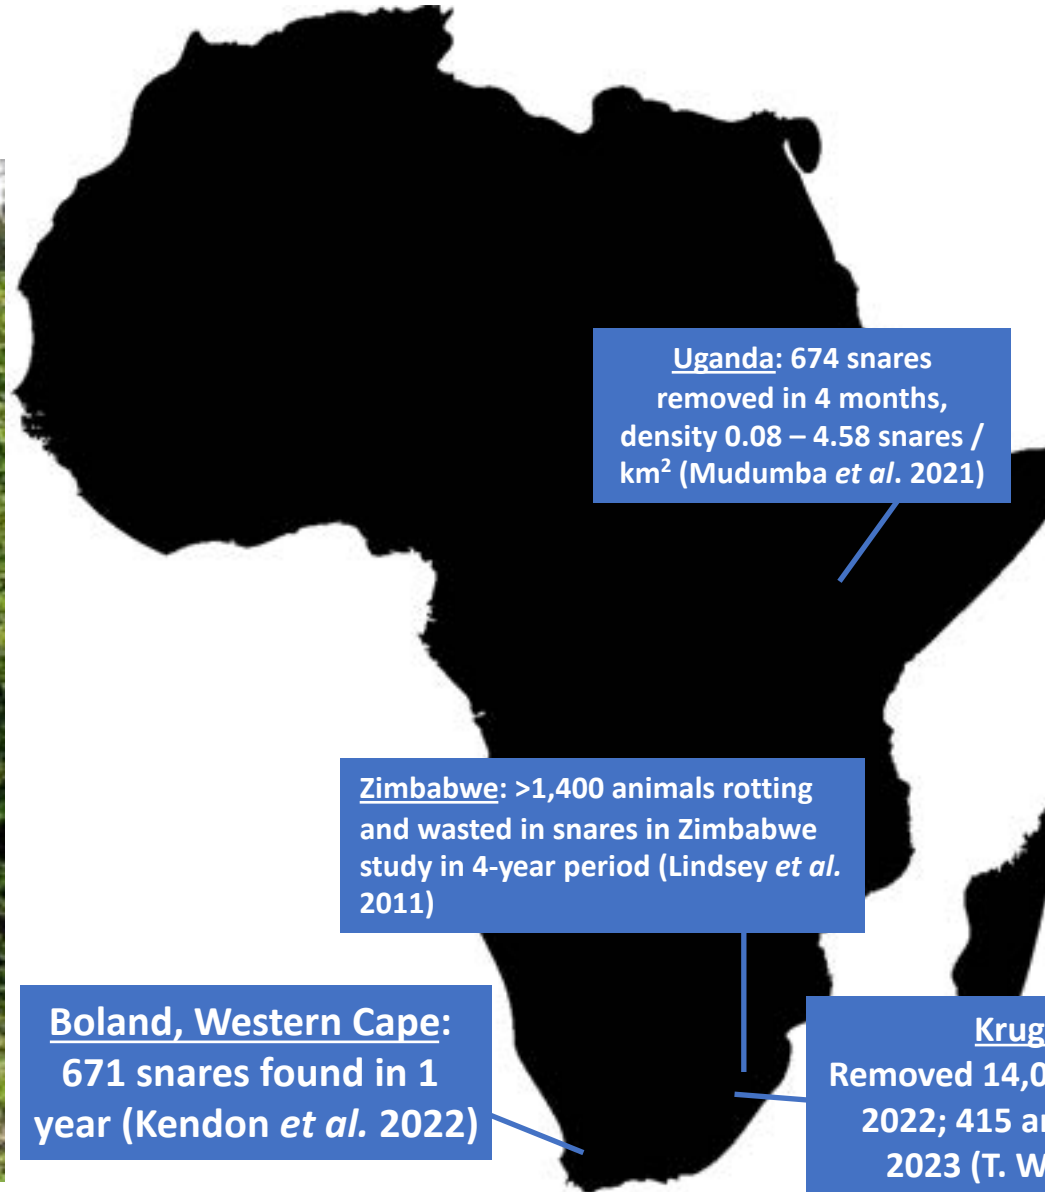 Uganda: 674 snares
removed in 4 months,
density 0.08 – 4.58 snares /
km² (Mudumba et al. 2021)
Zimbabwe: >1,400 animals rotting
and wasted in snares in Zimbabwe
study in 4-year period (Lindsey et al.
2011)
Boland, Western Cape:
671 snares found in 1
year (Kendon et al. 2022)
Krug
Removed 14,0
2022; 415 a
2023 (T. W